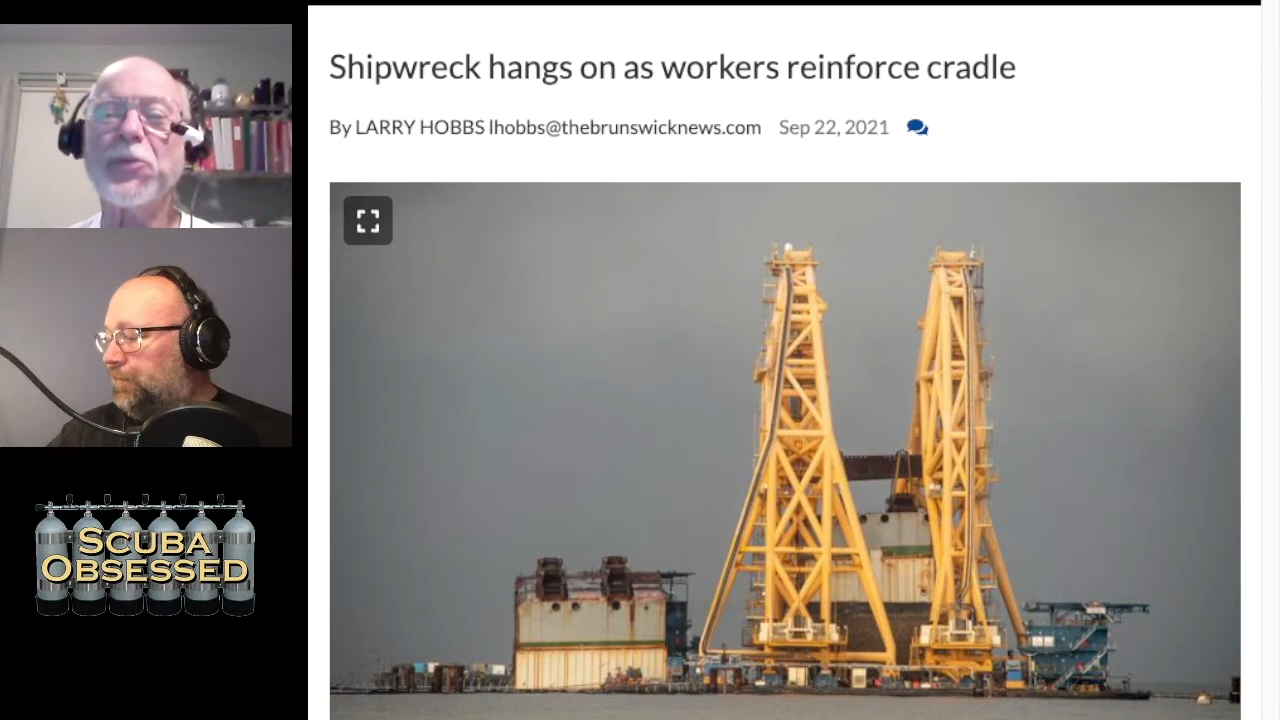 Shipwreck hangs on as workers reinforce cradle
By LARRY HOBBS lhobbs@thebrunswicknews.com Sep 22, 2021
SCUBA
OBSESSED